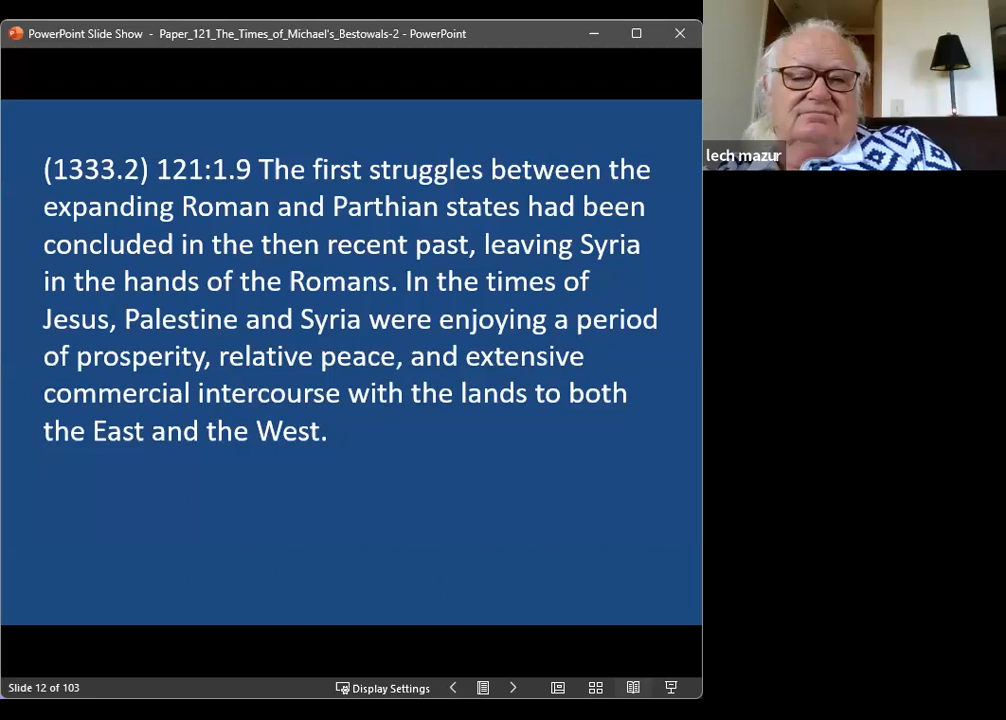 PowerPoint Slide Show - Paper_121_The_Times_of_Michael's_Bestowals-2 - PowerPoint
lech mazur
(1333.2) 121:1.9 The first struggles between the
expanding Roman and Parthian states had been
concluded in the then recent past, leaving Syria
in the hands of the Romans. In the times of
Jesus, Palestine and Syria were enjoying a period
of prosperity, relative peace, and extensive
commercial intercourse with the lands to both
the East and the West.
Slide 12 of 103
Display Settings